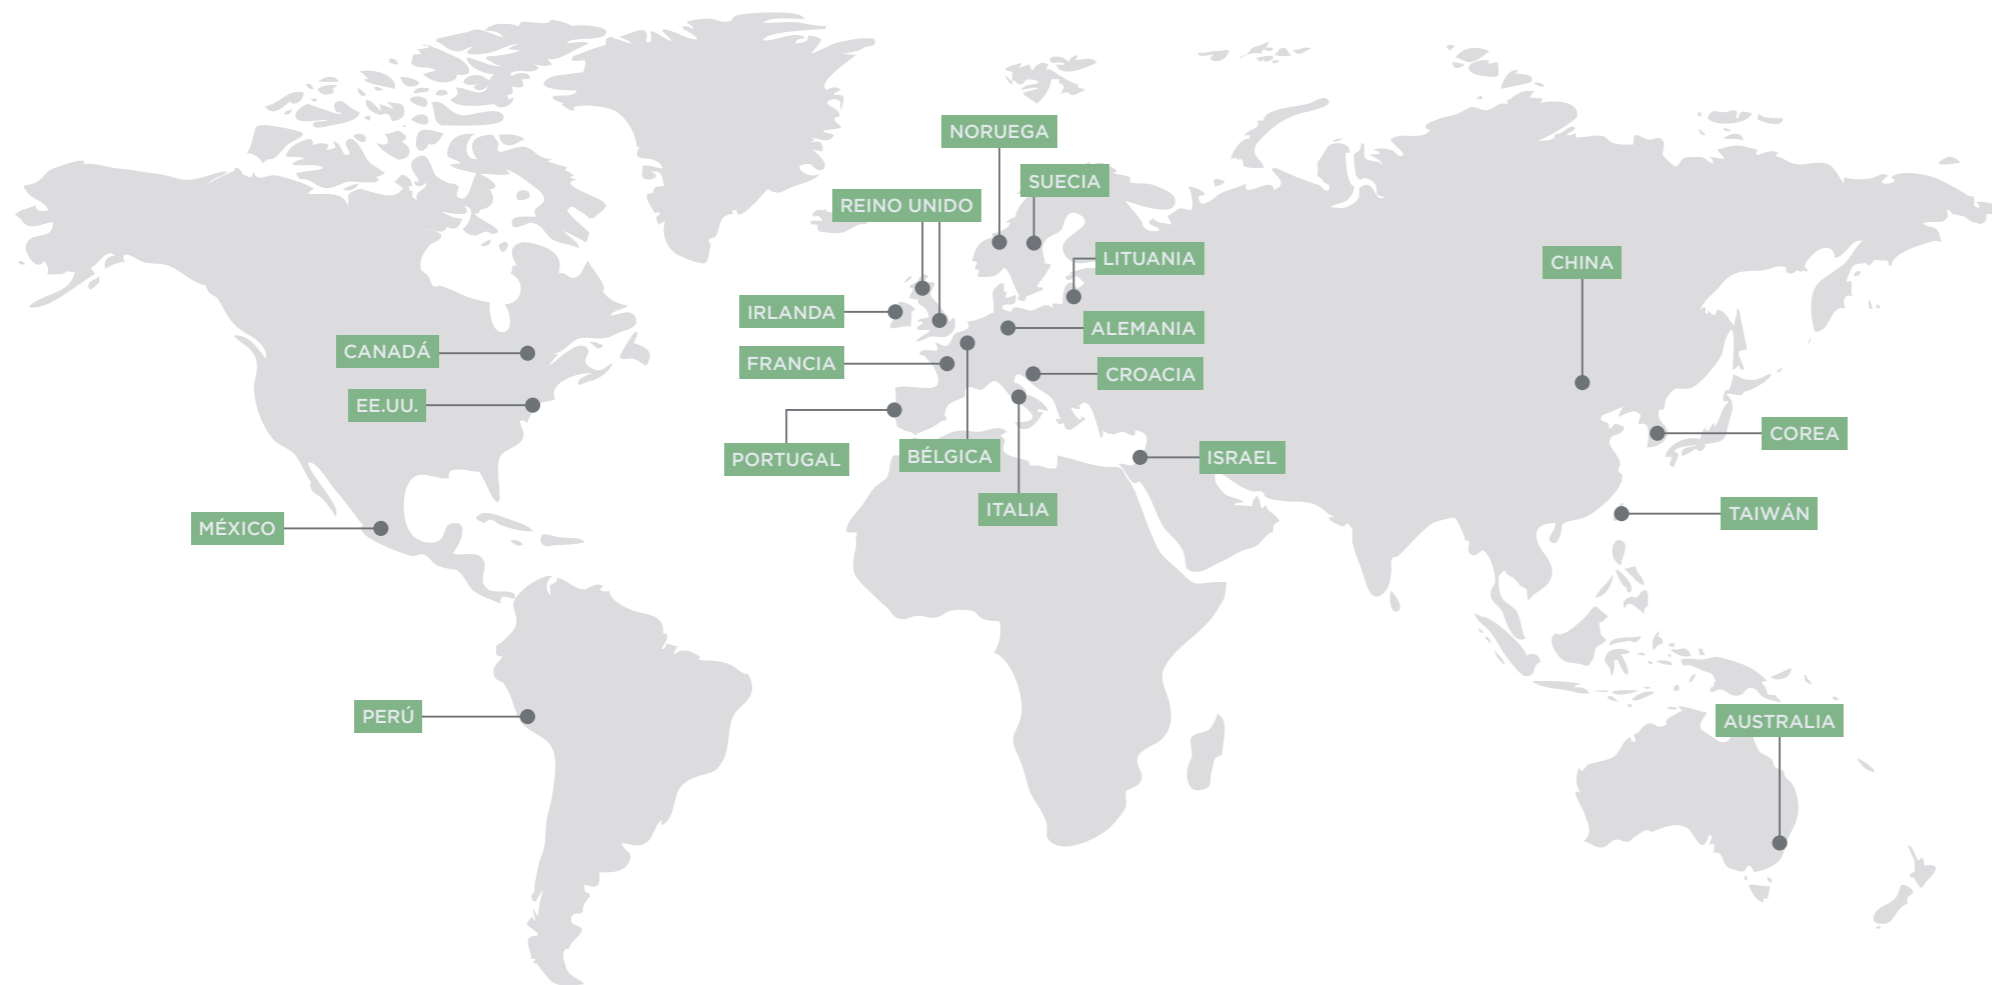 NORUEGA
SUECIA
REINO UNIDO
LITUANIA
CHINA
IRLANDA
ALEMANIA
CANADÁ
FRANCIA
CROACIA
EE.UU.
COREA
PORTUGAL
BÉLGICA
ISRAEL
ITALIA
TAIWÁN
MÉXICO
PERÚ
AUSTRALIA